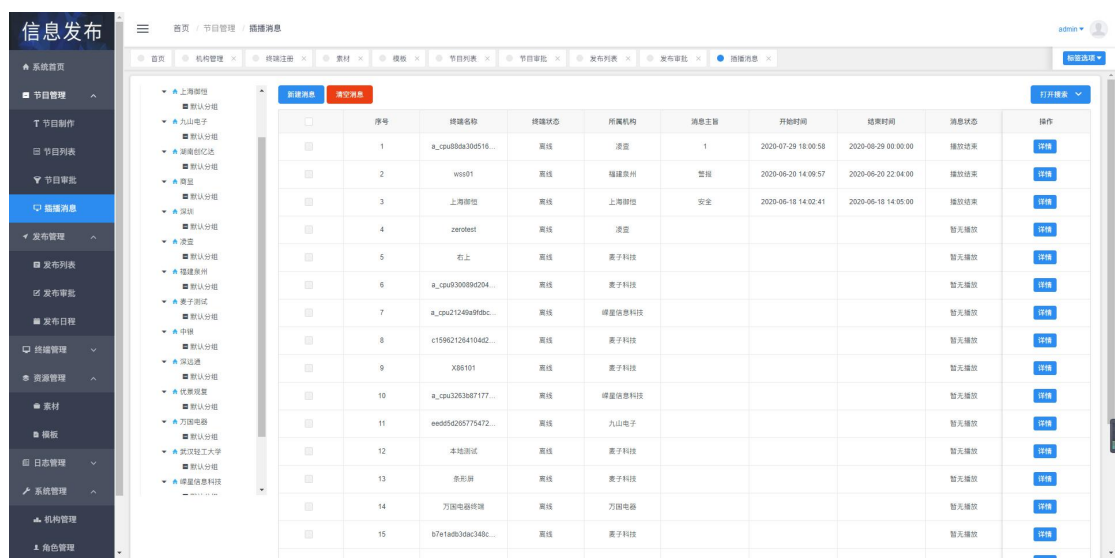 信息发布
首页 / 节目管理 / 插播消息
admin
首页 机构管理 × 终端注册 × 素材 × 模板 × 节目列表 × 节目审批 × 发布列表 × 发布审批 × 插播消息 ×
标签选项
系统首页
节目管理
节目制作
节目列表
节目审批
插播消息
发布管理
发布列表
发布审批
发布日程
终端管理
资源管理
素材
模板
日志管理
系统管理
机构管理
角色管理
上海御恒
默认分组
九山电子
默认分组
湖南创亿达
默认分组
商显
默认分组
深圳
默认分组
凌壹
默认分组
福建泉州
默认分组
麦子测试
默认分组
中银
默认分组
深远通
默认分组
优景观复
默认分组
万国电器
默认分组
武汉轻工大学
默认分组
嵘星信息科技
新建消息 清空消息
打开搜索
序号 终端名称 终端状态 所属机构 消息主旨 开始时间 结束时间 消息状态 操作
1 a_cpu88da30d516... 离线 凌壹 1 2020-07-29 18:00:58 2020-08-29 00:00:00 播放结束 详情
2 wss01 离线 福建泉州 警报 2020-06-20 14:09:57 2020-06-20 22:04:00 播放结束 详情
3 上海御恒 离线 上海御恒 安全 2020-06-18 14:02:41 2020-06-18 14:05:00 播放结束 详情
4 zerotest 离线 凌壹 暂无播放 详情
5 右上 离线 麦子科技 暂无播放 详情
6 a_cpu930089d204... 离线 麦子科技 暂无播放 详情
7 a_cpu21249a9fdbc... 离线 嵘星信息科技 暂无播放 详情
8 c159621264104d2... 离线 麦子科技 暂无播放 详情
9 X86101 离线 麦子科技 暂无播放 详情
10 a_cpu3263b87177... 离线 嵘星信息科技 暂无播放 详情
11 eedd5d265775472... 离线 九山电子 暂无播放 详情
12 本地测试 离线 麦子科技 暂无播放 详情
13 条形屏 离线 麦子科技 暂无播放 详情
14 万国电器终端 离线 万国电器 暂无播放 详情
15 b7e1adb3dac348c... 离线 麦子科技 暂无播放 详情